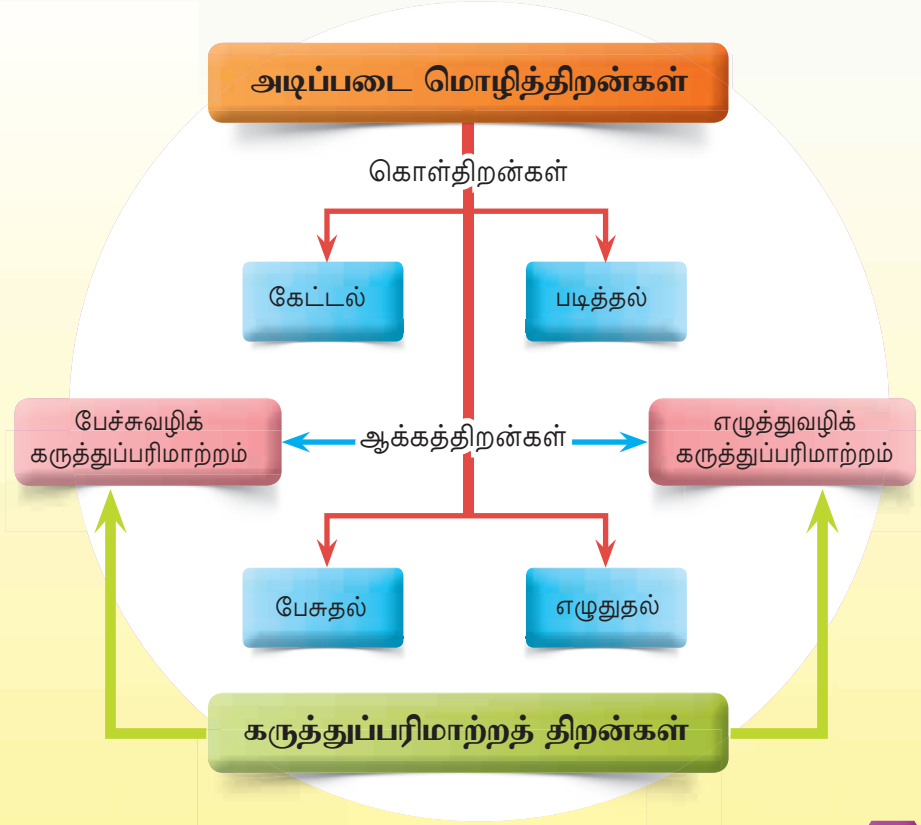 அடிப்படை மொழித்திறன்கள்
கொள்திறன்கள்
கேட்டல்
படித்தல்
பேச்சுவழிக்
கருத்துப்பரிமாற்றம்
ஆக்கத்திறன்கள்
எழுத்துவழிக்
கருத்துப்பரிமாற்றம்
பேசுதல்
எழுதுதல்
கருத்துப்பரிமாற்றத் திறன்கள்